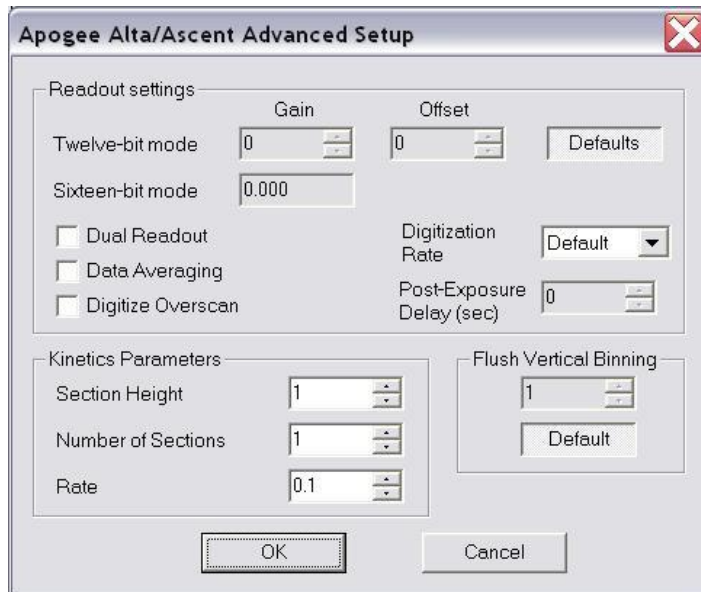 Apogee Alta/Ascent Advanced Setup
Readout settings
Gain Offset
Twelve-bit mode 0 0 Defaults
Sixteen-bit mode 0.000
Dual Readout
Data Averaging
Digitize Overscan
Digitization
Rate
Default
Post-Exposure
Delay (sec)
0
Kinetics Parameters
Section Height 1
Number of Sections 1
Rate 0.1
Flush Vertical Binning
1
Default
OK Cancel